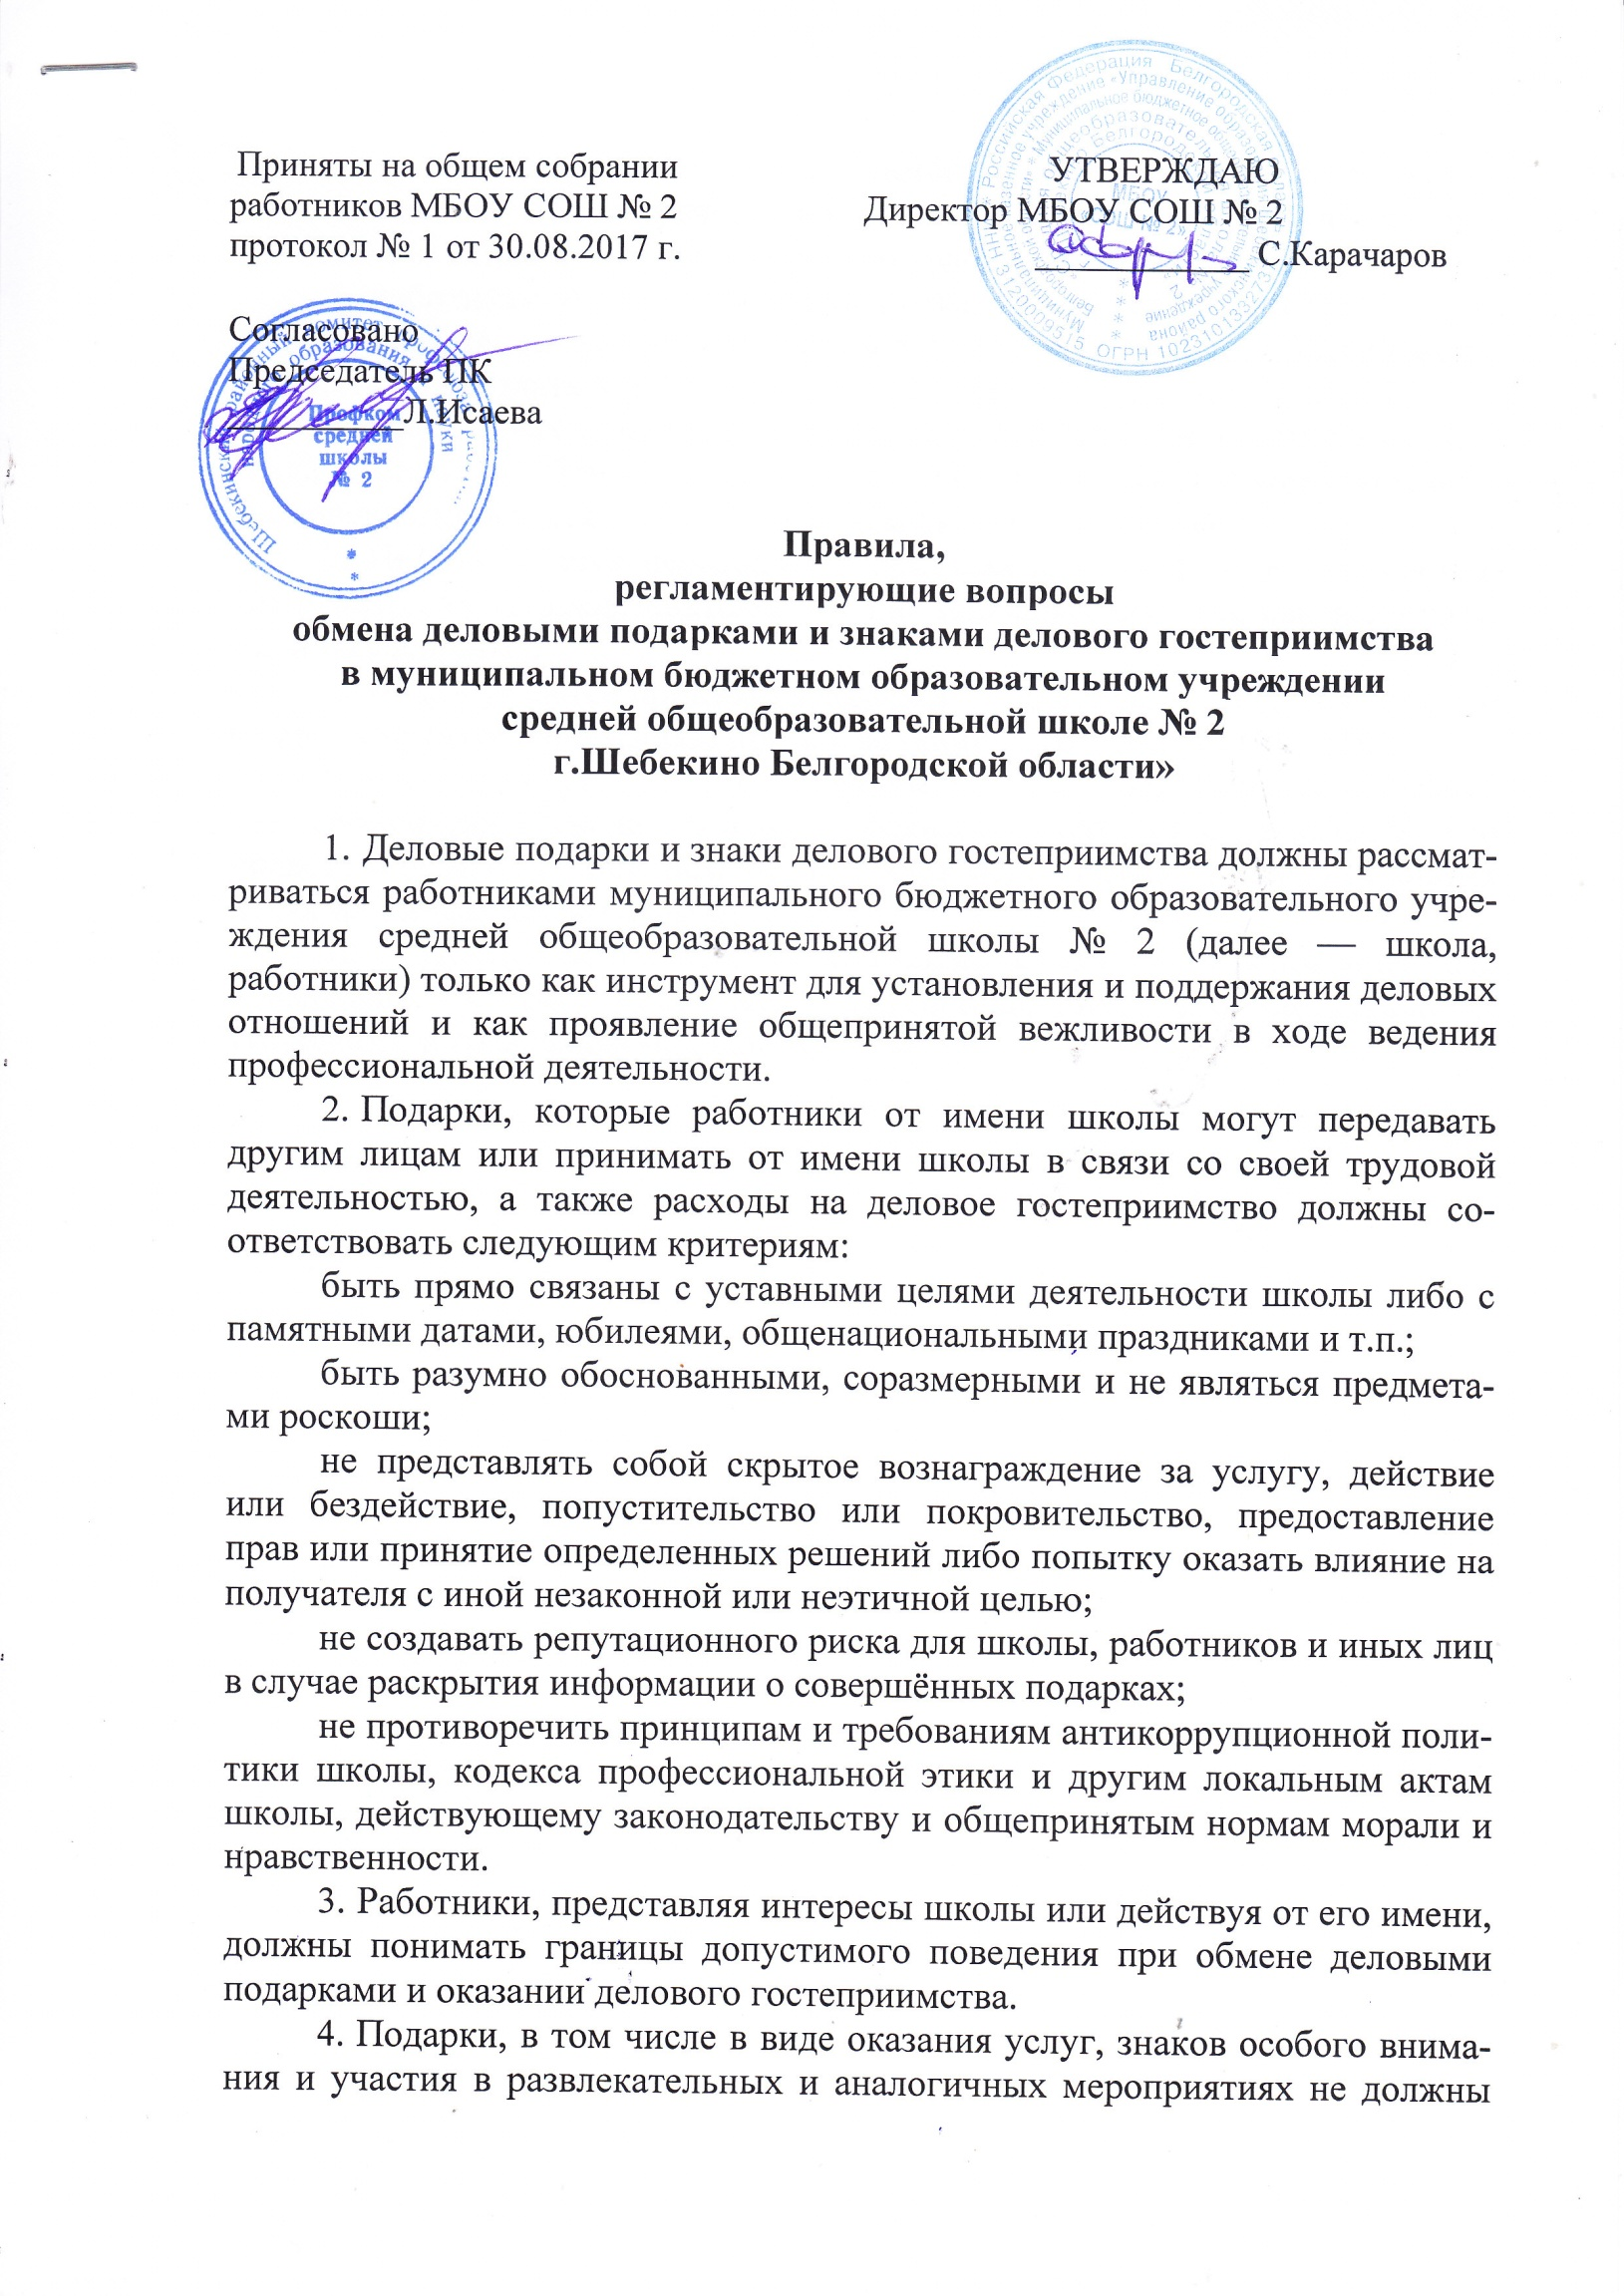 Приняты на общем собрании
работников МБОУ СОШ № 2
протокол № 1 от 30.08.2017 г.
УТВЕРЖДАЮ
Директор МБОУ СОШ № 2
____________ С.Карачаров
Согласовано
Председатель ПК
__________Л.Исаева
Профком
средней
школы
№ 2
МБОУ
«СОШ № 2»
Правила,
регламентирующие вопросы
обмена деловыми подарками и знаками делового гостеприимства
в муниципальном бюджетном образовательном учреждении
средней общеобразовательной школе № 2
г.Шебекино Белгородской области»
1. Деловые подарки и знаки делового гостеприимства должны рассмат-
риваться работниками муниципального бюджетного образовательного учре-
ждения средней общеобразовательной школы № 2 (далее — школа,
работники) только как инструмент для установления и поддержания деловых
отношений и как проявление общепринятой вежливости в ходе ведения
профессиональной деятельности.
2. Подарки, которые работники от имени школы могут передавать
другим лицам или принимать от имени школы в связи со своей трудовой
деятельностью, а также расходы на деловое гостеприимство должны со-
ответствовать следующим критериям:
быть прямо связаны с уставными целями деятельности школы либо с
памятными датами, юбилеями, общенациональными праздниками и т.п.;
быть разумно обоснованными, соразмерными и не являться предмета-
ми роскоши;
не представлять собой скрытое вознаграждение за услугу, действие
или бездействие, попустительство или покровительство, предоставление
прав или принятие определенных решений либо попытку оказать влияние на
получателя с иной незаконной или неэтичной целью;
не создавать репутационного риска для школы, работников и иных лиц
в случае раскрытия информации о совершённых подарках;
не противоречить принципам и требованиям антикоррупционной поли-
тики школы, кодекса профессиональной этики и другим локальным актам
школы, действующему законодательству и общепринятым нормам морали и
нравственности.
3. Работники, представляя интересы школы или действуя от его имени,
должны понимать границы допустимого поведения при обмене деловыми
подарками и оказании делового гостеприимства.
4. Подарки, в том числе в виде оказания услуг, знаков особого внима-
ния и участия в развлекательных и аналогичных мероприятиях не должны